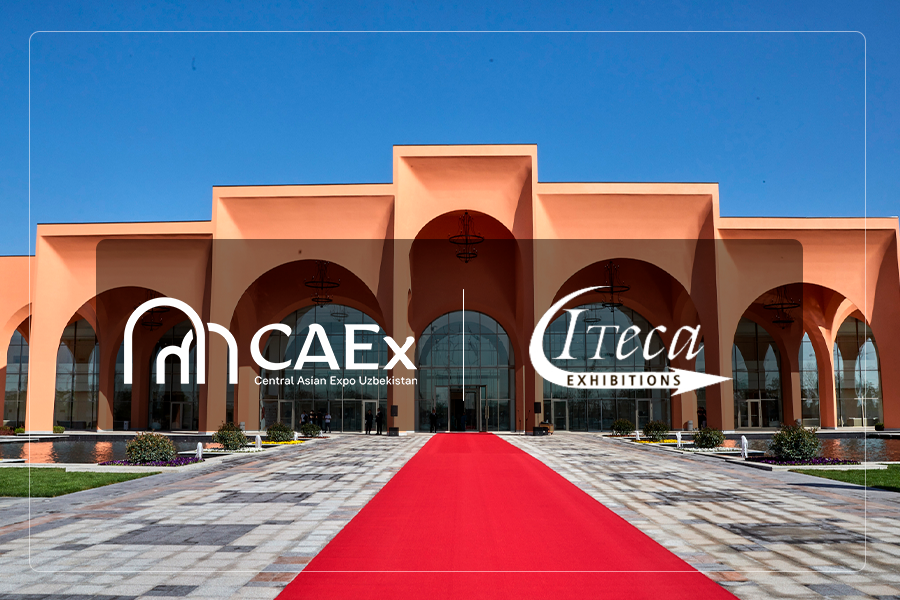 CAEx
Central Asian Expo Uzbekistan
ITECA
EXHIBITIONS